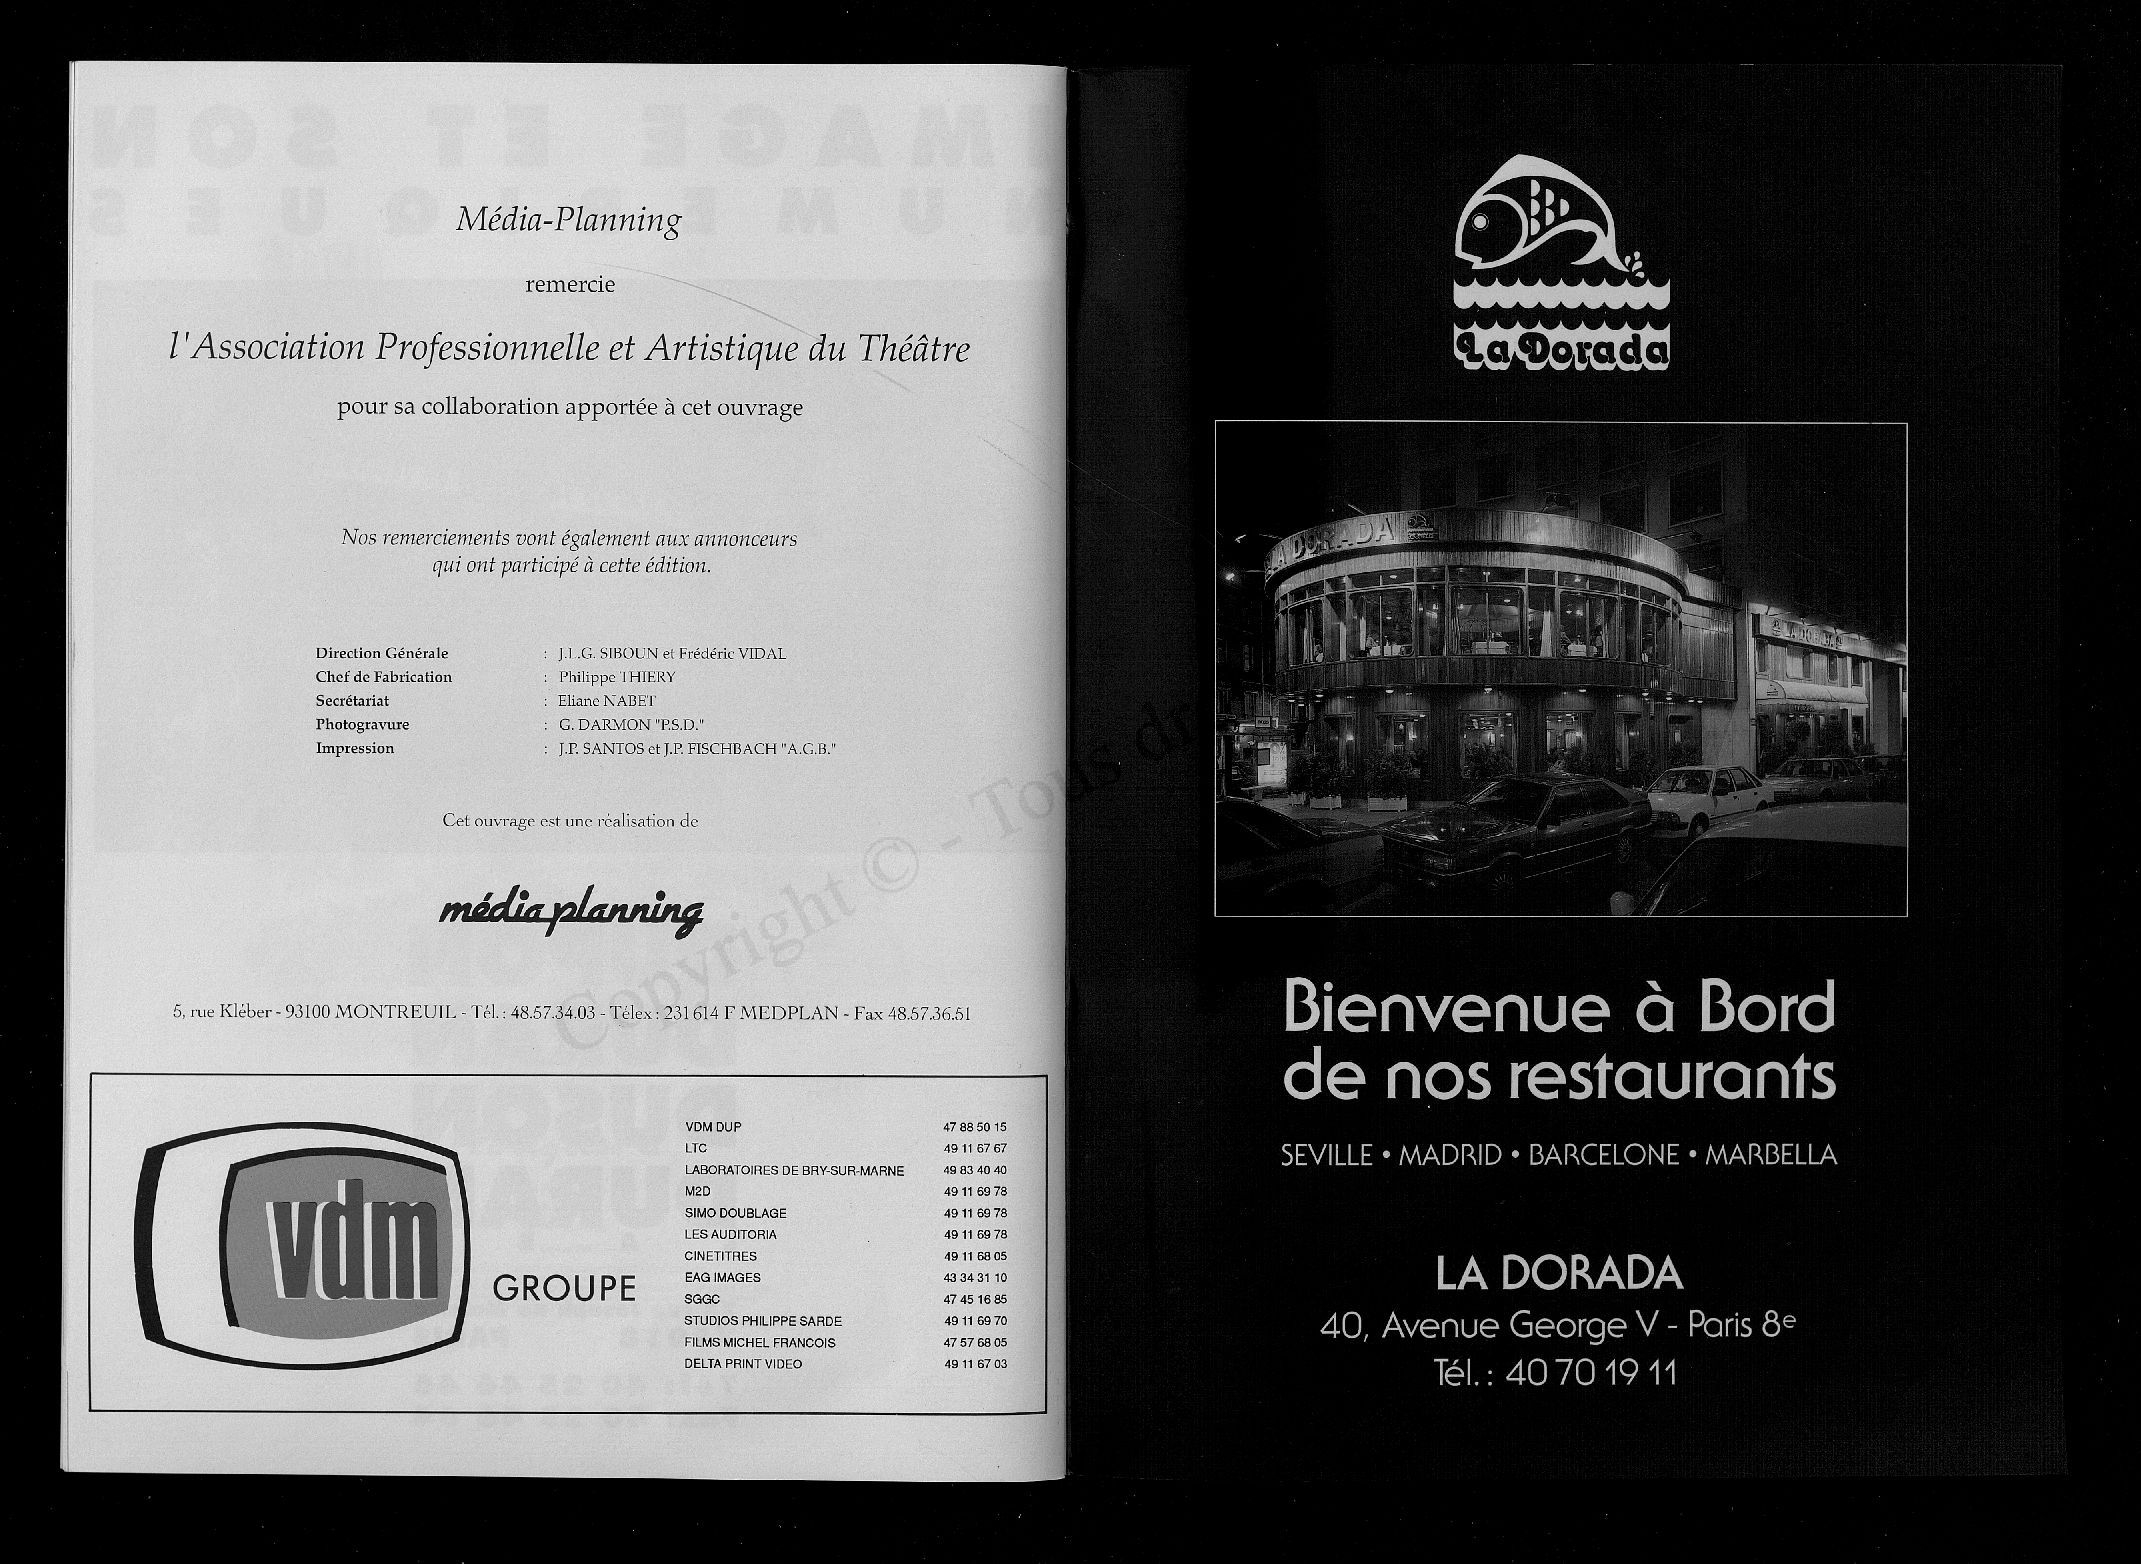 Média-Planning
remercie
l'Association Professionnelle et Artistique du Théâtre
pour sa collaboration apportée à cet ouvrage
Nos remerciements vont également aux annonceurs
qui ont participé à cette édition.
Direction Générale : J.L.G. SIBOUN et Frédéric VIDAL
Chef de Fabrication : Philippe THIERY
Secrétariat : Eliane NABET
Photogravure : G. DARMON "P.S.D."
Impression : J.P. SANTOS et J.P. FISCHBACH "A.G.B."
Cet ouvrage est une réalisation de
média planning
5, rue Kléber - 93100 MONTREUIL - Tél. : 48.57.34.03 - Télex : 231 614 F MEDPLAN - Fax 48.57.36.51
vdm
GROUPE
VDM DUP 47 88 50 15
LTC 49 11 67 67
LABORATOIRES DE BRY-SUR-MARNE 49 83 40 40
M2D 49 11 69 78
SIMO DOUBLAGE 49 11 69 78
LES AUDITORIA 49 11 69 78
CINETITRES 49 11 68 05
EAG IMAGES 43 34 31 10
SGGC 47 45 16 85
STUDIOS PHILIPPE SARDE 49 11 69 70
FILMS MICHEL FRANCOIS 47 57 68 05
DELTA PRINT VIDEO 49 11 67 03
Copyright © - Tous
La Dorada
LA DORADA
LA DORADA
Bienvenue à Bord
de nos restaurants
SEVILLE • MADRID • BARCELONE • MARBELLA
LA DORADA
40, Avenue George V - Paris 8e
Tél. : 40 70 19 11